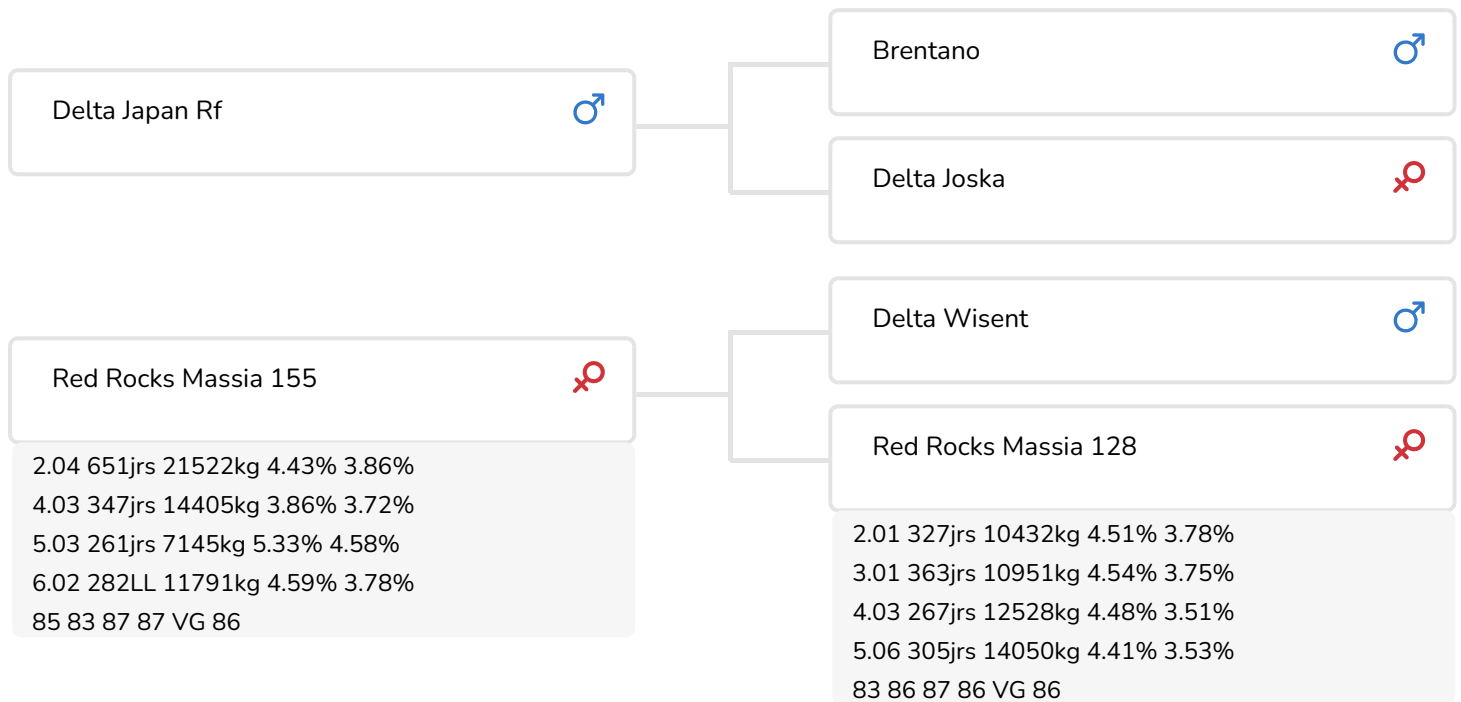 Delta Japan Rf
Brentano
Delta Joska
Red Rocks Massia 155
2.04 651jrs 21522kg 4.43% 3.86%
4.03 347jrs 14405kg 3.86% 3.72%
5.03 261jrs 7145kg 5.33% 4.58%
6.02 282LL 11791kg 4.59% 3.78%
85 83 87 87 VG 86
Delta Wisent
Red Rocks Massia 128
2.01 327jrs 10432kg 4.51% 3.78%
3.01 363jrs 10951kg 4.54% 3.75%
4.03 267jrs 12528kg 4.48% 3.51%
5.06 305jrs 14050kg 4.41% 3.53%
83 86 87 86 VG 86